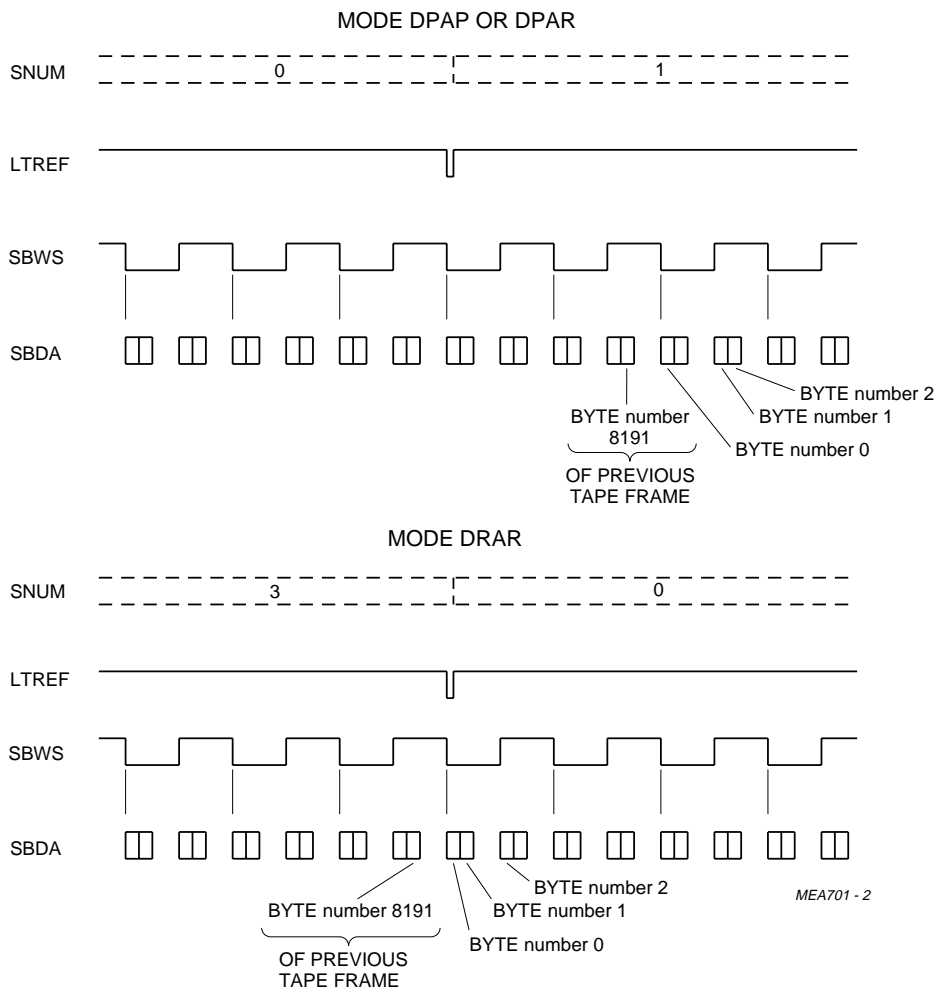 MODE DPAP OR DPAR
SNUM
0
1
LTREF
SBWS
SBDA
BYTE number 2
BYTE number
8191
BYTE number 1
BYTE number 0
OF PREVIOUS
TAPE FRAME
MODE DRAR
SNUM
3
0
LTREF
SBWS
SBDA
BYTE number 2
MEA701 - 2
BYTE number 8191
BYTE number 1
BYTE number 0
OF PREVIOUS
TAPE FRAME